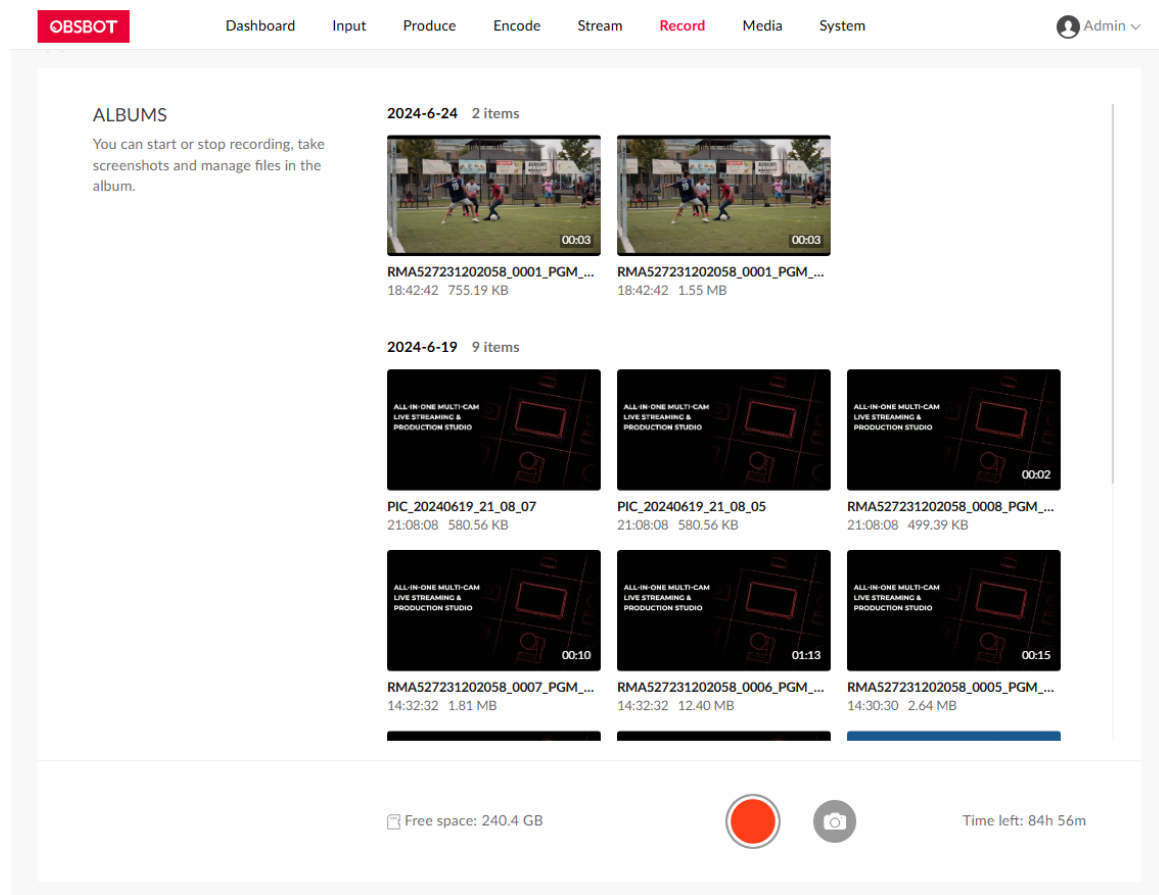 OBSBOT
Dashboard Input Produce Encode Stream Record Media System Admin
ALBUMS
You can start or stop recording, take
screenshots and manage files in the
album.
2024-6-24 2 items
00:03 00:03
RMA527231202058_0001_PGM_... RMA527231202058_0001_PGM_...
18:42:42 755.19 KB 18:42:42 1.55 MB
2024-6-19 9 items
ALL-IN-ONE MULTI-CAM ALL-IN-ONE MULTI-CAM ALL-IN-ONE MULTI-CAM
LIVE STREAMING & LIVE STREAMING & LIVE STREAMING &
PRODUCTION STUDIO PRODUCTION STUDIO PRODUCTION STUDIO
00:02
PIC_20240619_21_08_07 PIC_20240619_21_08_05 RMA527231202058_0008_PGM_...
21:08:08 580.56 KB 21:08:08 580.56 KB 21:08:08 499.39 KB
ALL-IN-ONE MULTI-CAM ALL-IN-ONE MULTI-CAM ALL-IN-ONE MULTI-CAM
LIVE STREAMING & LIVE STREAMING & LIVE STREAMING &
PRODUCTION STUDIO PRODUCTION STUDIO PRODUCTION STUDIO
00:10 01:13 00:15
RMA527231202058_0007_PGM_... RMA527231202058_0006_PGM_... RMA527231202058_0005_PGM_...
14:32:32 1.81 MB 14:32:32 12.40 MB 14:30:30 2.64 MB
Free space: 240.4 GB Time left: 84h 56m